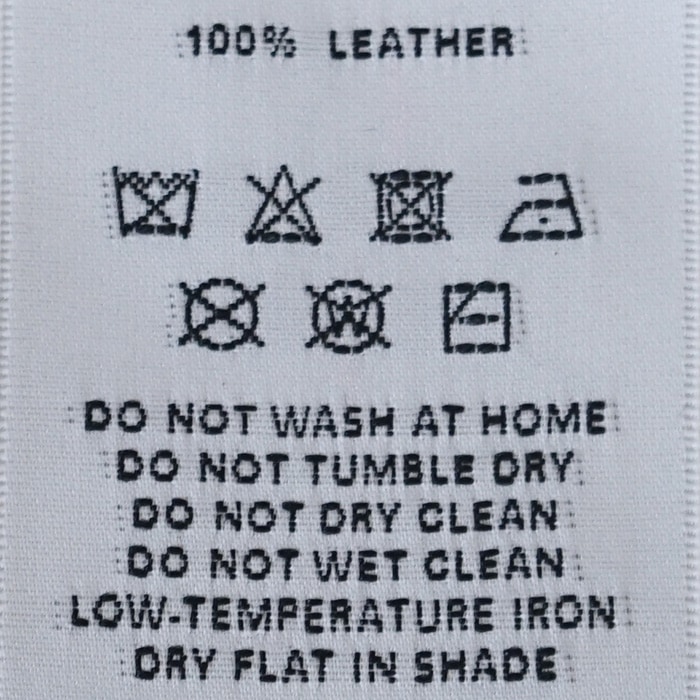 100% LEATHER
W
DO NOT WASH AT HOME
DO NOT TUMBLE DRY
DO NOT DRY CLEAN
DO NOT WET CLEAN
LOW-TEMPERATURE IRON
DRY FLAT IN SHADE